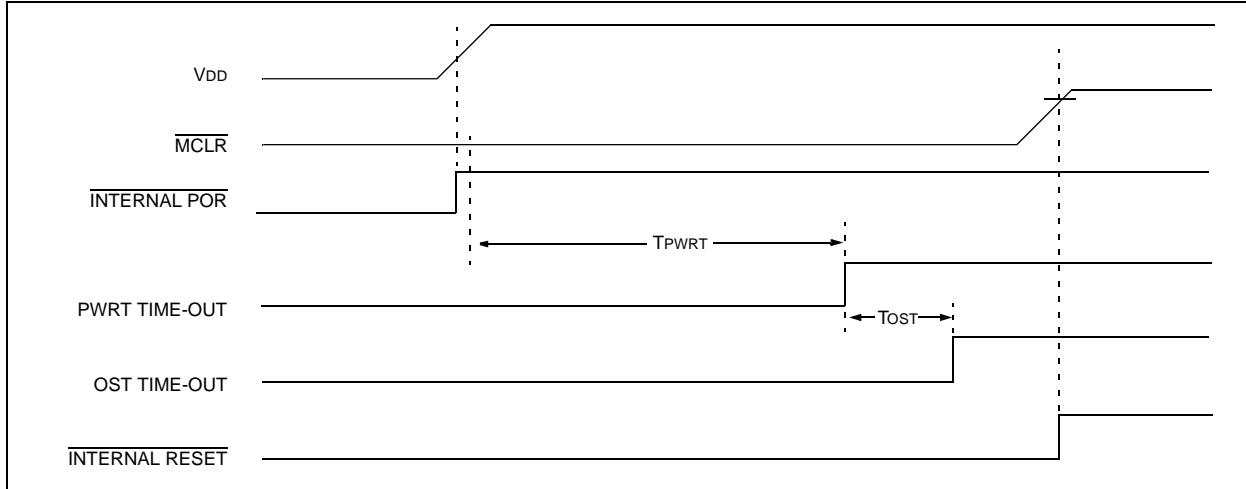 VDD
MCLR
INTERNAL POR
TPWRT
PWRT TIME-OUT
TOST
OST TIME-OUT
INTERNAL RESET